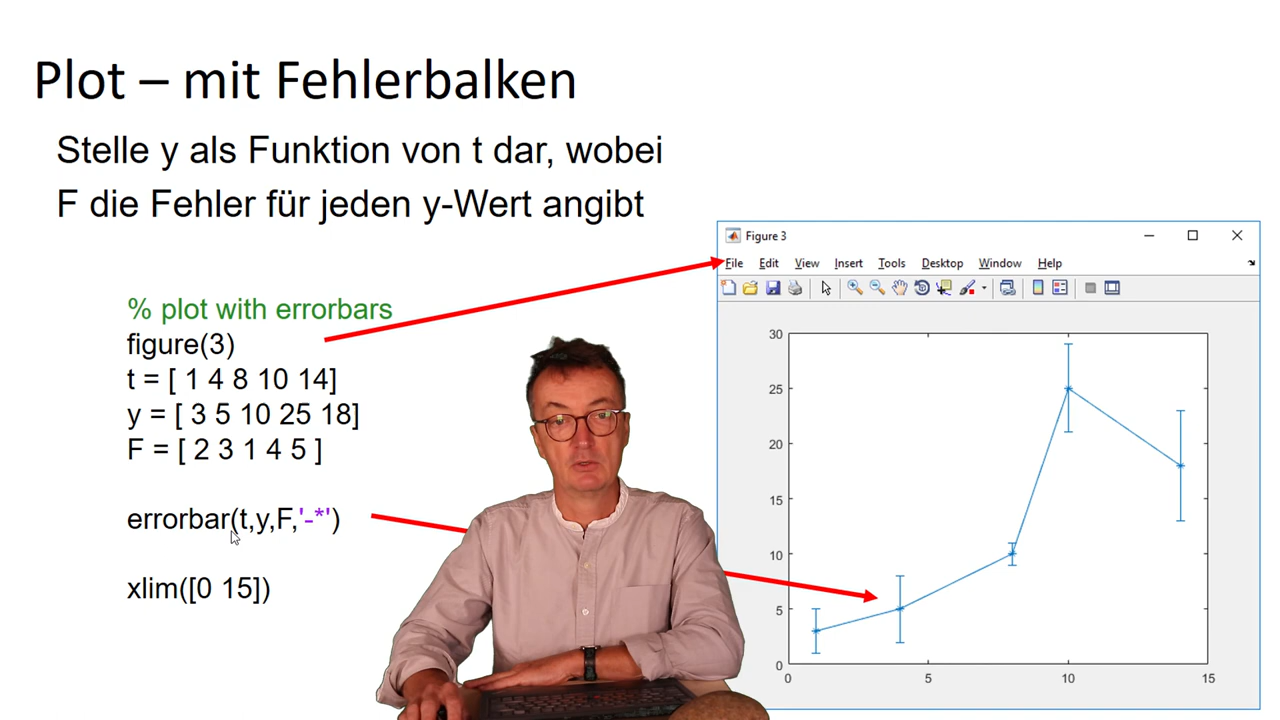 Plot – mit Fehlerbalken
Stelle y als Funktion von t dar, wobei
F die Fehler für jeden y-Wert angibt
% plot with errorbars
figure(3)
t = [ 1 4 8 10 14]
y = [ 3 5 10 25 18]
F = [ 2 3 1 4 5 ]
errorbar(t,y,F,'-*')
xlim([0 15])
Figure 3
File Edit View Insert Tools Desktop Window Help
30
25
20
15
10
5
0
0 5 10 15